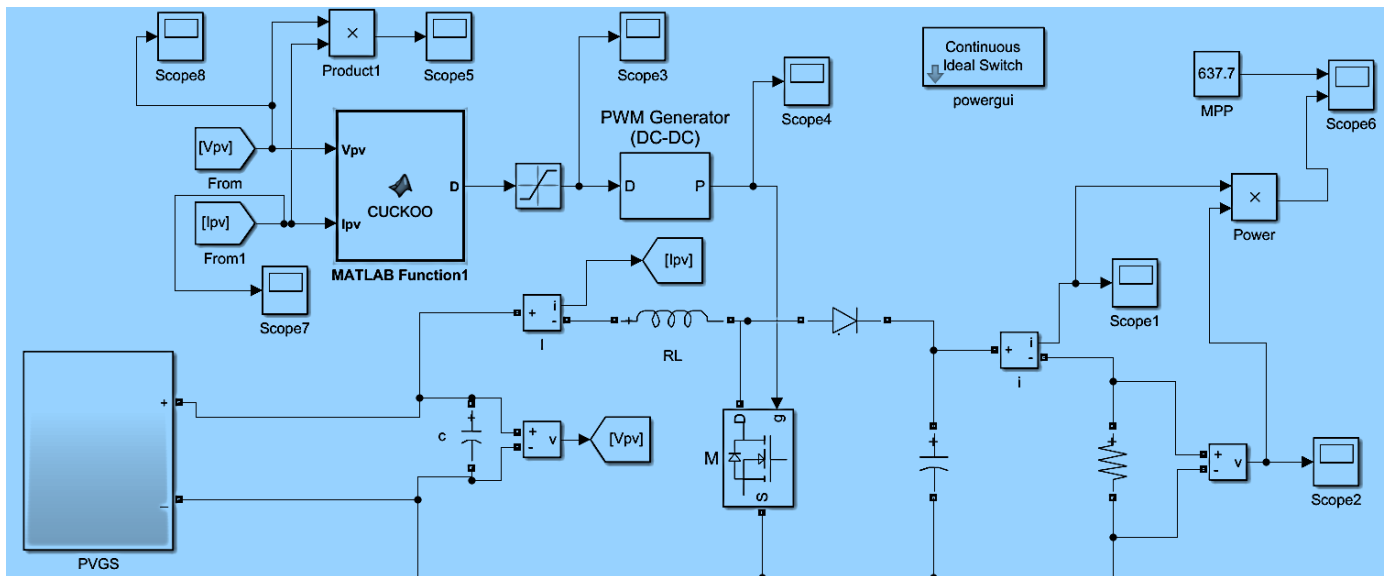 Scope8
×
Product1
Scope5
Scope3
Continuous
Ideal Switch
powergui
637.7
MPP
Scope6
PWM Generator
(DC-DC)
Scope4
[Vpv]
From
Vpv
D
CUCKOO
Ipv
MATLAB Function1
D
P
[Ipv]
From1
Scope7
×
Power
[Ipv]
+
i
-
I
+
RL
Scope1
+
i
-
i
PVGS
+
–
+
c
+
-
v
[Vpv]
D
g
M
S
+
+
+
-
v
Scope2